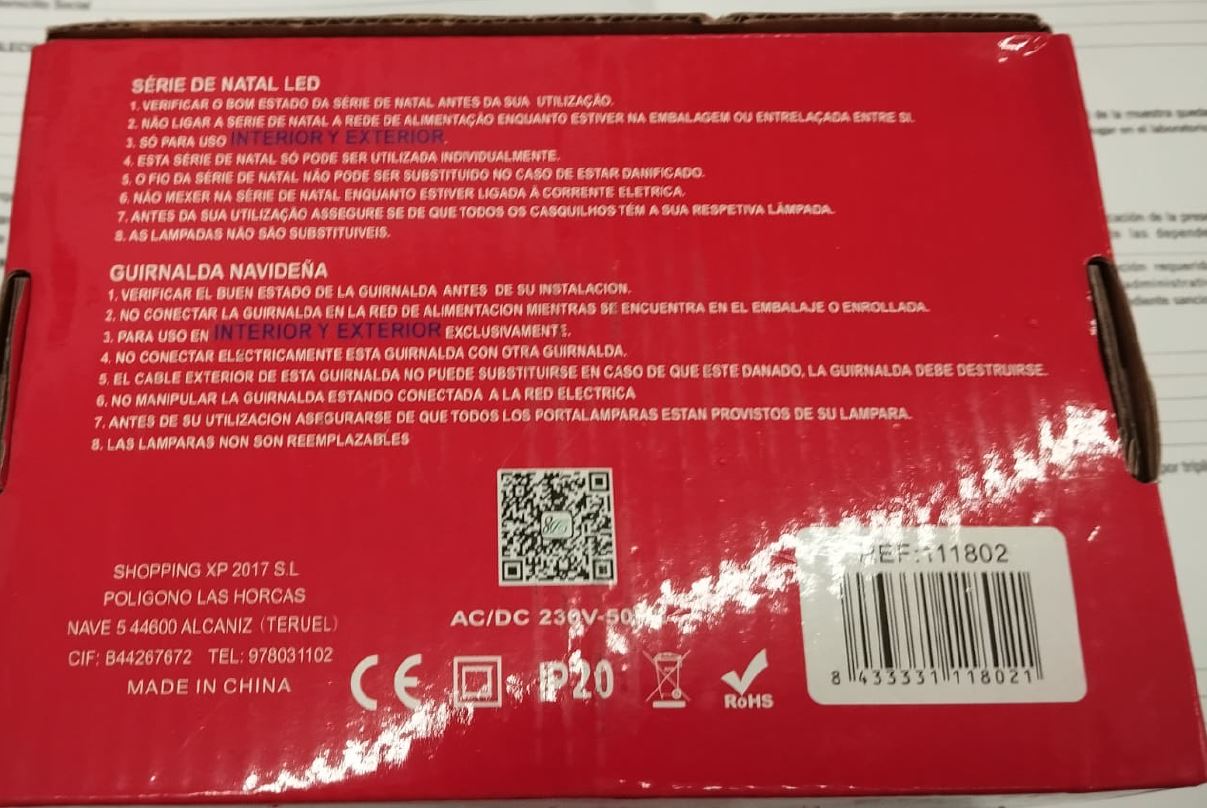 SÉRIE DE NATAL LED
1. VERIFICAR O BOM ESTADO DA SÉRIE DE NATAL ANTES DA SUA UTILIZAÇÃO.
2. NÃO LIGAR A SERIE DE NATAL A REDE DE ALIMENTAÇÃO ENQUANTO ESTIVER NA EMBALAGEM OU ENTRELAÇADA ENTRE SI.
3. SÓ PARA USO INTERIOR Y EXTERIOR.
4. ESTA SÉRIE DE NATAL SÓ PODE SER UTILIZADA INDIVIDUALMENTE.
5. O FIO DA SÉRIE DE NATAL NÃO PODE SER SUBSTITUIDO NO CASO DE ESTAR DANIFICADO.
6. NÃO MEXER NA SÉRIE DE NATAL ENQUANTO ESTIVER LIGADA À CORRENTE ELETRICA.
7. ANTES DA SUA UTILIZAÇÃO ASSEGURE SE DE QUE TODOS OS CASQUILHOS TÊM A SUA RESPETIVA LÂMPADA.
8. AS LAMPADAS NÃO SÃO SUBSTITUIVEIS.
GUIRNALDA NAVIDEÑA
1. VERIFICAR EL BUEN ESTADO DE LA GUIRNALDA ANTES DE SU INSTALACION.
2. NO CONECTAR LA GUIRNALDA EN LA RED DE ALIMENTACION MIENTRAS SE ENCUENTRA EN EL EMBALAJE O ENROLLADA.
3. PARA USO EN INTERIOR Y EXTERIOR EXCLUSIVAMENTE.
4. NO CONECTAR ELECTRICAMENTE ESTA GUIRNALDA CON OTRA GUIRNALDA.
5. EL CABLE EXTERIOR DE ESTA GUIRNALDA NO PUEDE SUBSTITUIRSE EN CASO DE QUE ESTE DANADO, LA GUIRNALDA DEBE DESTRUIRSE.
6. NO MANIPULAR LA GUIRNALDA ESTANDO CONECTADA A LA RED ELECTRICA
7. ANTES DE SU UTILIZACION ASEGURARSE DE QUE TODOS LOS PORTALAMPARAS ESTAN PROVISTOS DE SU LAMPARA.
8. LAS LAMPARAS NON SON REEMPLAZABLES
SHOPPING XP 2017 S.L
POLIGONO LAS HORCAS
NAVE 5 44600 ALCANIZ (TERUEL)
CIF: B44267672 TEL: 978031102
MADE IN CHINA
AC/DC 230V-50
CE IP20
RoHS
REF:111802
8 433331 118021